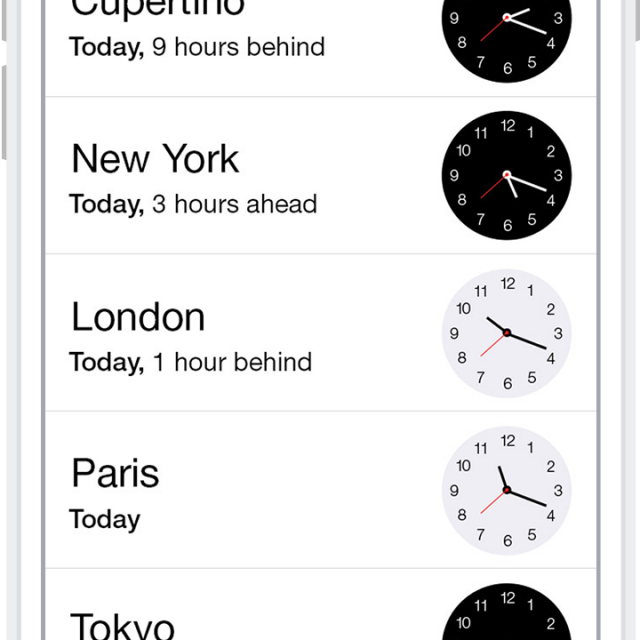 Cupertino
Today, 9 hours behind
9 3
8 4
7 6 5
New York
Today, 3 hours ahead
11 12 1
10 2
9 3
8 4
7 6 5
London
Today, 1 hour behind
11 12 1
10 2
9 3
8 4
7 6 5
Paris
Today
11 12 1
10 2
9 3
8 4
7 6 5
Tokyo
11 12 1
10 2